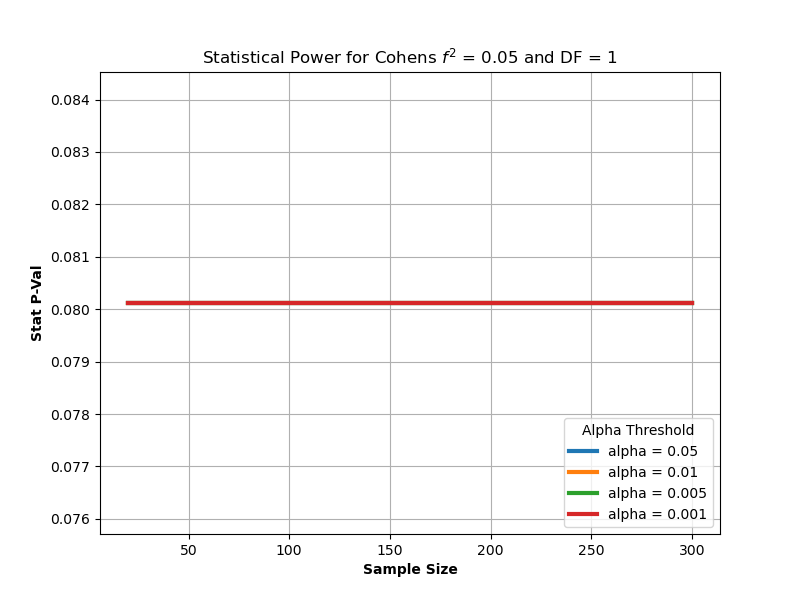 Statistical Power for Cohens f² = 0.05 and DF = 1
0.084
0.083
0.082
0.081
0.080
0.079
0.078
0.077
0.076
Stat P-Val
Alpha Threshold
alpha = 0.05
alpha = 0.01
alpha = 0.005
alpha = 0.001
50 100 150 200 250 300
Sample Size